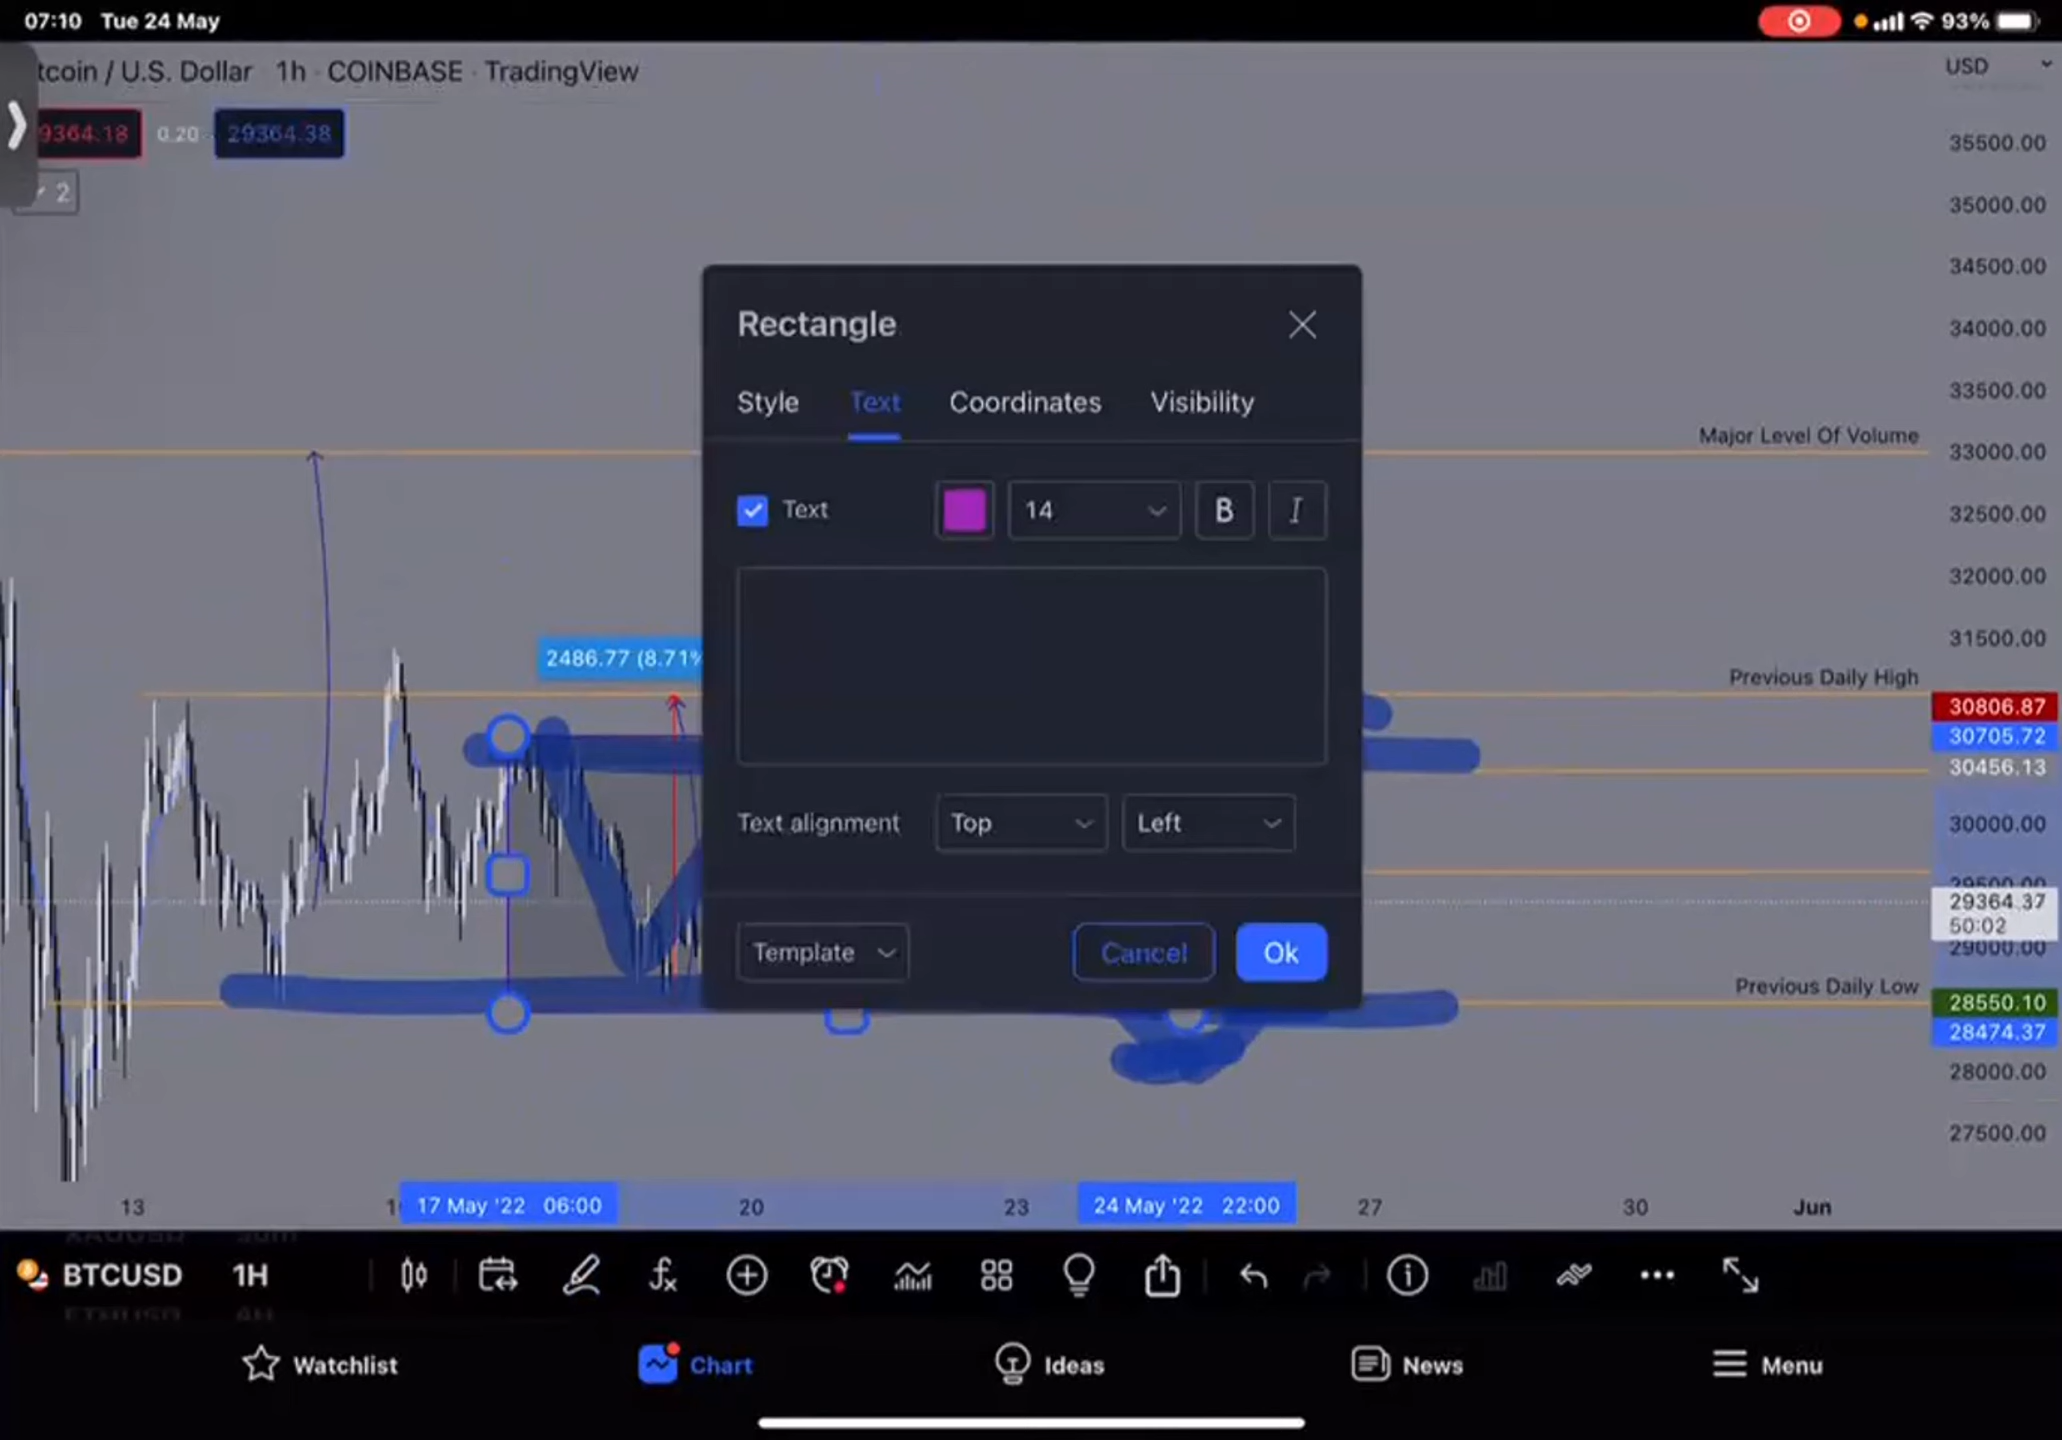 07:10 Tue 24 May
93%
tcoin / U.S. Dollar 1h · COINBASE · TradingView
USD
9364.18 0.20 29364.38
2
35500.00
35000.00
34500.00
34000.00
33500.00
33000.00
32500.00
32000.00
31500.00
30806.87
30705.72
30456.13
30000.00
29500.00
29364.37
50:02
29000.00
28550.10
28474.37
28000.00
27500.00
Major Level Of Volume
Previous Daily High
Previous Daily Low
2486.77 (8.71%
Rectangle
Style Text Coordinates Visibility
Text 14 B I
Text alignment Top Left
Template Cancel Ok
13 17 May '22 06:00 20 23 24 May '22 22:00 27 30 Jun
BTCUSD 1H
Watchlist Chart Ideas News Menu